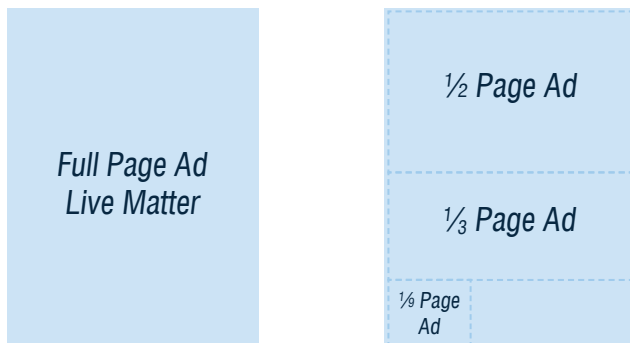 Full Page Ad
Live Matter
½ Page Ad
⅓ Page Ad
⅑ Page
Ad